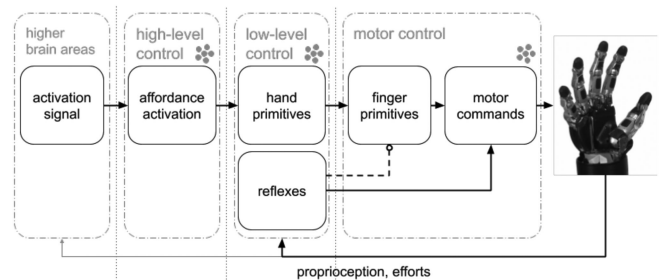 higher
brain areas
high-level
control
low-level
control
motor control
activation
signal
affordance
activation
hand
primitives
finger
primitives
motor
commands
reflexes
proprioception, efforts